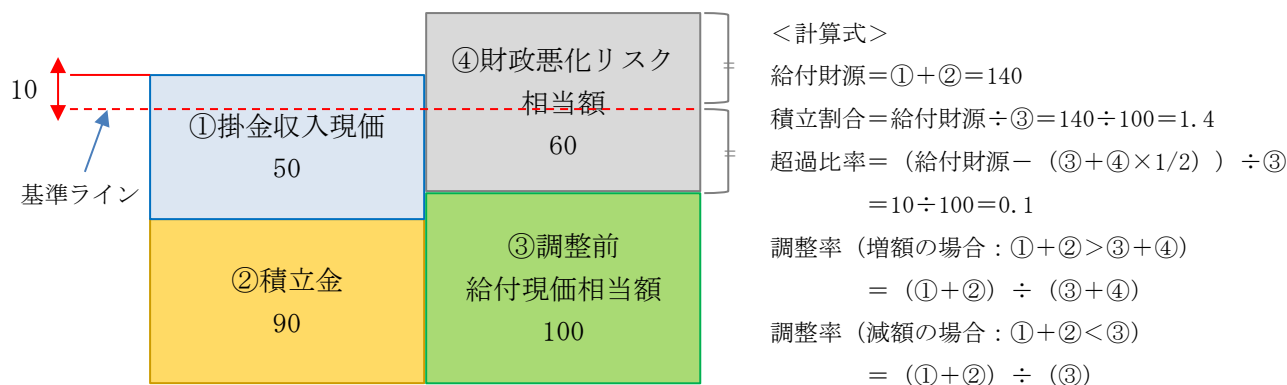 10
基準ライン
①掛金収入現価
50
②積立金
90
④財政悪化リスク
相当額
60
③調整前
給付現価相当額
100
=
=
<計算式>
給付財源=①+②=140
積立割合=給付財源÷③=140÷100=1.4
超過比率=(給付財源-(③+④×1/2))÷③
=10÷100=0.1
調整率(増額の場合:①+②>③+④)
=(①+②)÷(③+④)
調整率(減額の場合:①+②<③)
=(①+②)÷(③)